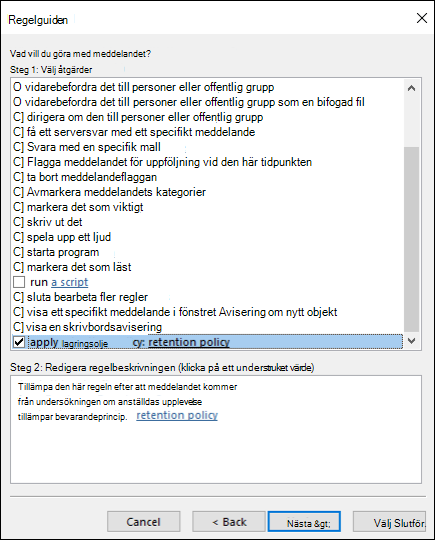 Regelguiden
Vad vill du göra med meddelandet?
Steg 1: Välj åtgärder
O vidarebefordra det till personer eller offentlig grupp
O vidarebefordra det till personer eller offentlig grupp som en bifogad fil
C] dirigera om den till personer eller offentlig grupp
C] få ett serversvar med ett specifikt meddelande
C] Svara med en specifik mall
C] Flagga meddelandet för uppföljning vid den här tidpunkten
C] ta bort meddelandeflaggan
C] Avmarkera meddelandets kategorier
C] markera det som viktigt
C] skriv ut det
C] spela upp ett ljud
C] starta program
C] markera det som läst
run a script
C] sluta bearbeta fler regler
C] visa ett specifikt meddelande i fönstret Avisering om nytt objekt
C] visa en skrivbordsavisering
apply lagringsolje cy: retention policy
Steg 2: Redigera regelbeskrivningen (klicka på ett understruket värde)
Tillämpa den här regeln efter att meddelandet kommer
från undersökningen om anställdas upplevelse
tillämpar bevarandeprincip. retention policy
Cancel
< Back
Nästa &gt;
Välj Slutför.